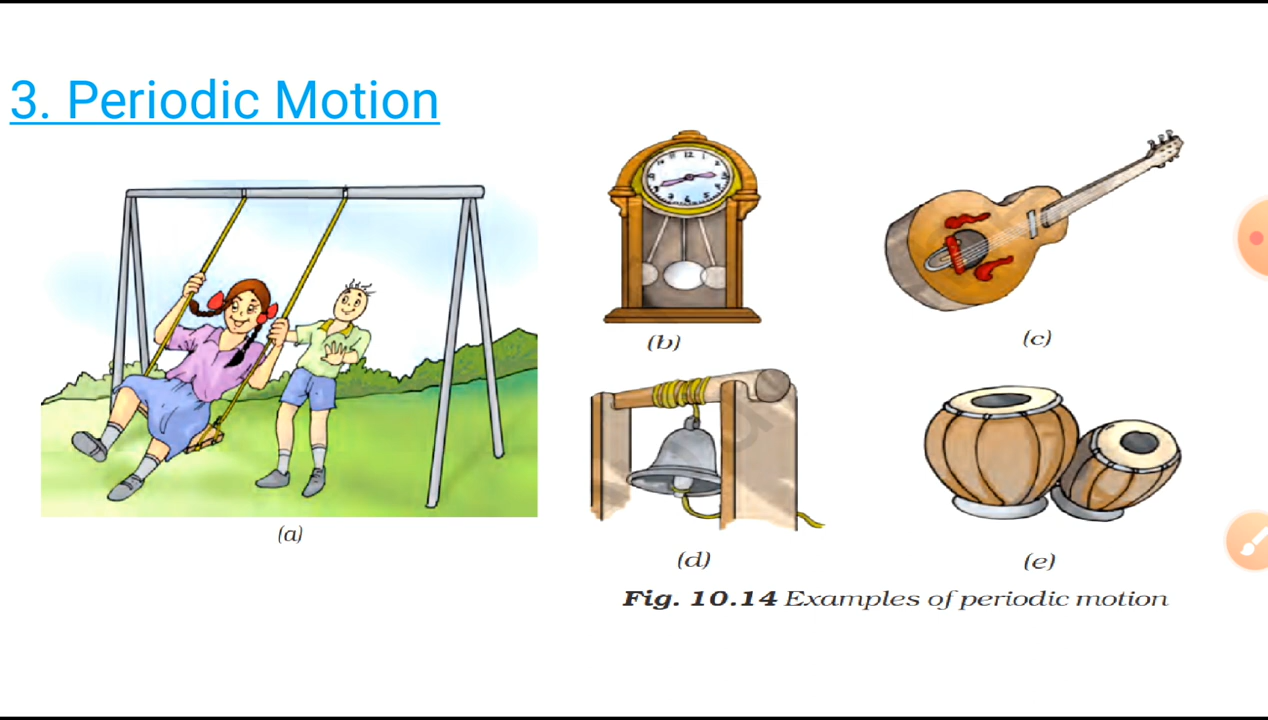 3. Periodic Motion
(a)
(b)
(c)
(d)
(e)
Fig. 10.14 Examples of periodic motion